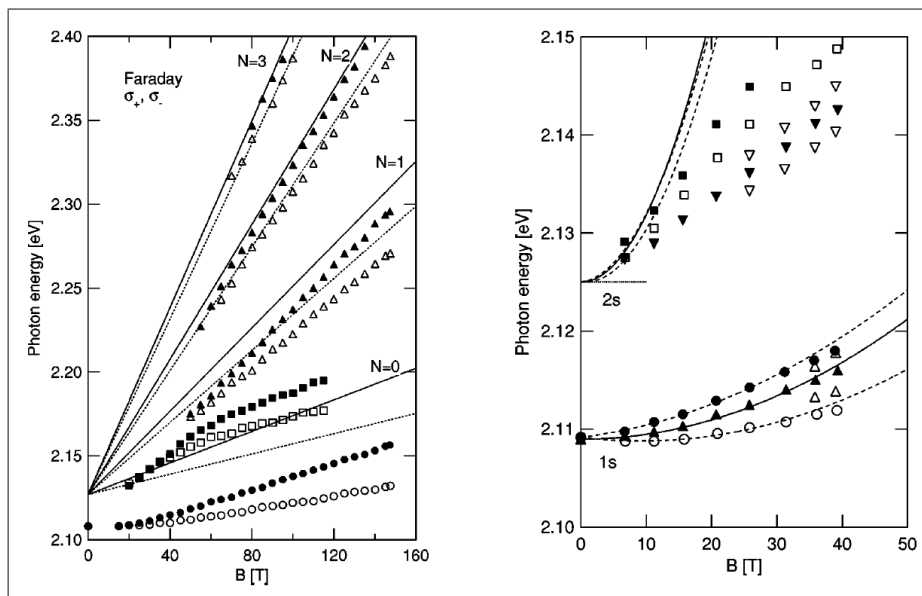 2.40
2.35
2.30
2.25
2.20
2.15
2.10
Photon energy [eV]
Faraday
σ+, σ-
N=3
N=2
N=1
N=0
0 40 80 120 160
B [T]
2.15
2.14
2.13
2.12
2.11
2.10
Photon energy [eV]
2s
1s
0 10 20 30 40 50
B [T]